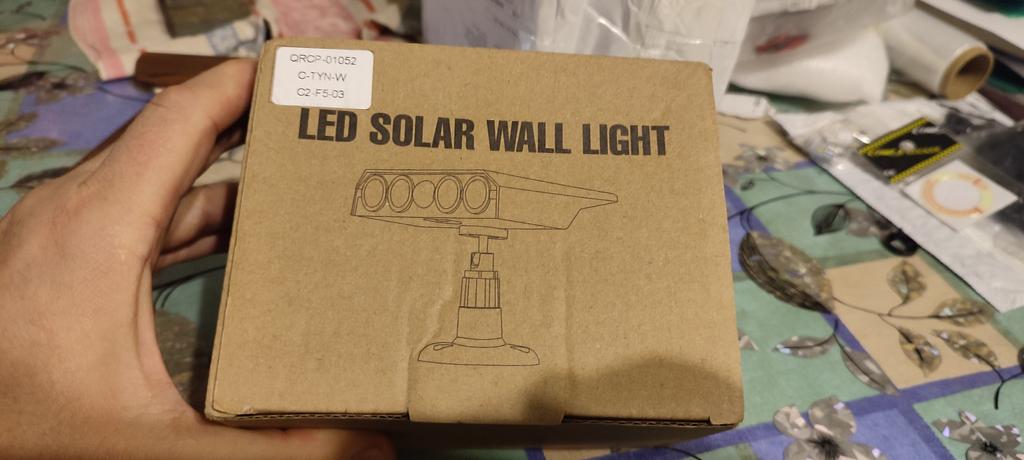 QRCP-01052
C-TYN-W
C2-F5-03
LED SOLAR WALL LIGHT